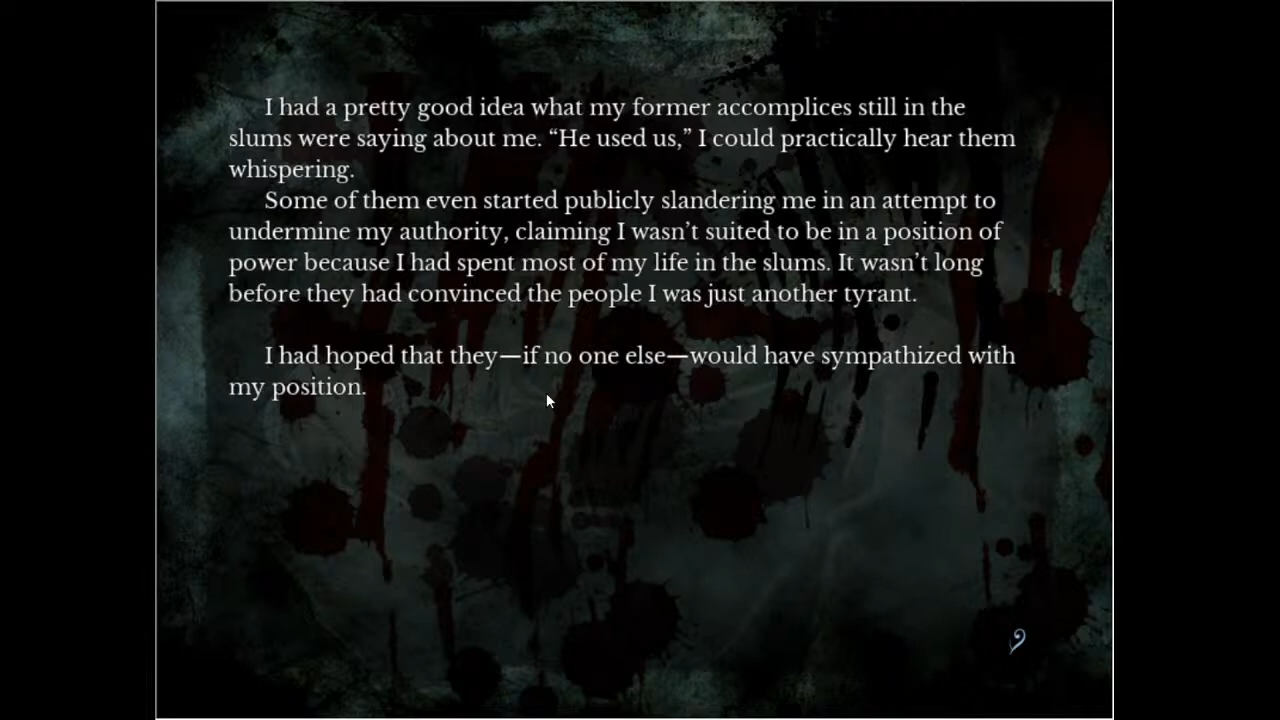 I had a pretty good idea what my former accomplices still in the
slums were saying about me. “He used us,” I could practically hear them
whispering.
Some of them even started publicly slandering me in an attempt to
undermine my authority, claiming I wasn’t suited to be in a position of
power because I had spent most of my life in the slums. It wasn’t long
before they had convinced the people I was just another tyrant.
I had hoped that they—if no one else—would have sympathized with
my position.